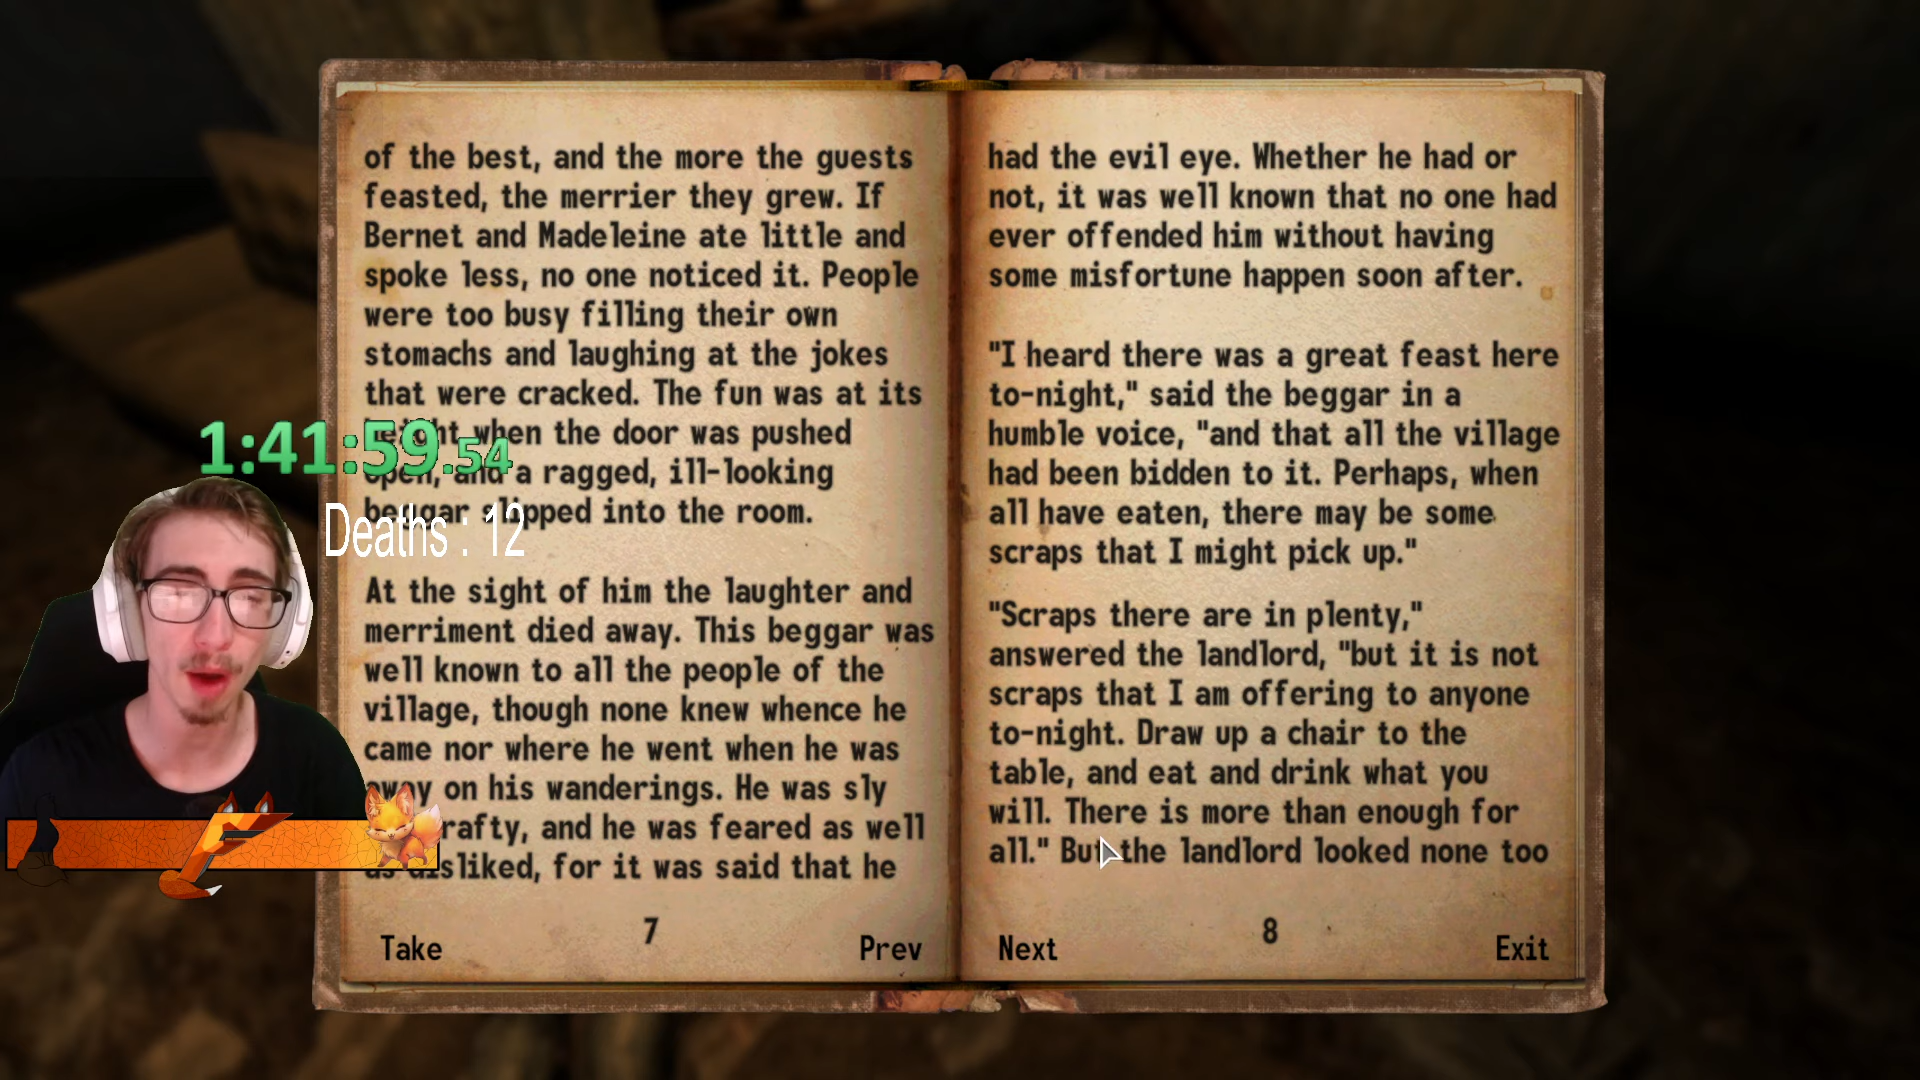 of the best, and the more the guests
feasted, the merrier they grew. If
Bernet and Madeleine ate little and
spoke less, no one noticed it. People
were too busy filling their own
stomachs and laughing at the jokes
that were cracked. The fun was at its
height when the door was pushed
open, and a ragged, ill-looking
beggar slipped into the room.
At the sight of him the laughter and
merriment died away. This beggar was
well known to all the people of the
village, though none knew whence he
came nor where he went when he was
away on his wanderings. He was sly
rafty, and he was feared as well
as disliked, for it was said that he
7
Take
Prev
had the evil eye. Whether he had or
not, it was well known that no one had
ever offended him without having
some misfortune happen soon after.
"I heard there was a great feast here
to-night," said the beggar in a
humble voice, "and that all the village
had been bidden to it. Perhaps, when
all have eaten, there may be some
scraps that I might pick up."
"Scraps there are in plenty,"
answered the landlord, "but it is not
scraps that I am offering to anyone
to-night. Draw up a chair to the
table, and eat and drink what you
will. There is more than enough for
all." But the landlord looked none too
8
Next
Exit
1:41:59.54
Deaths : 12